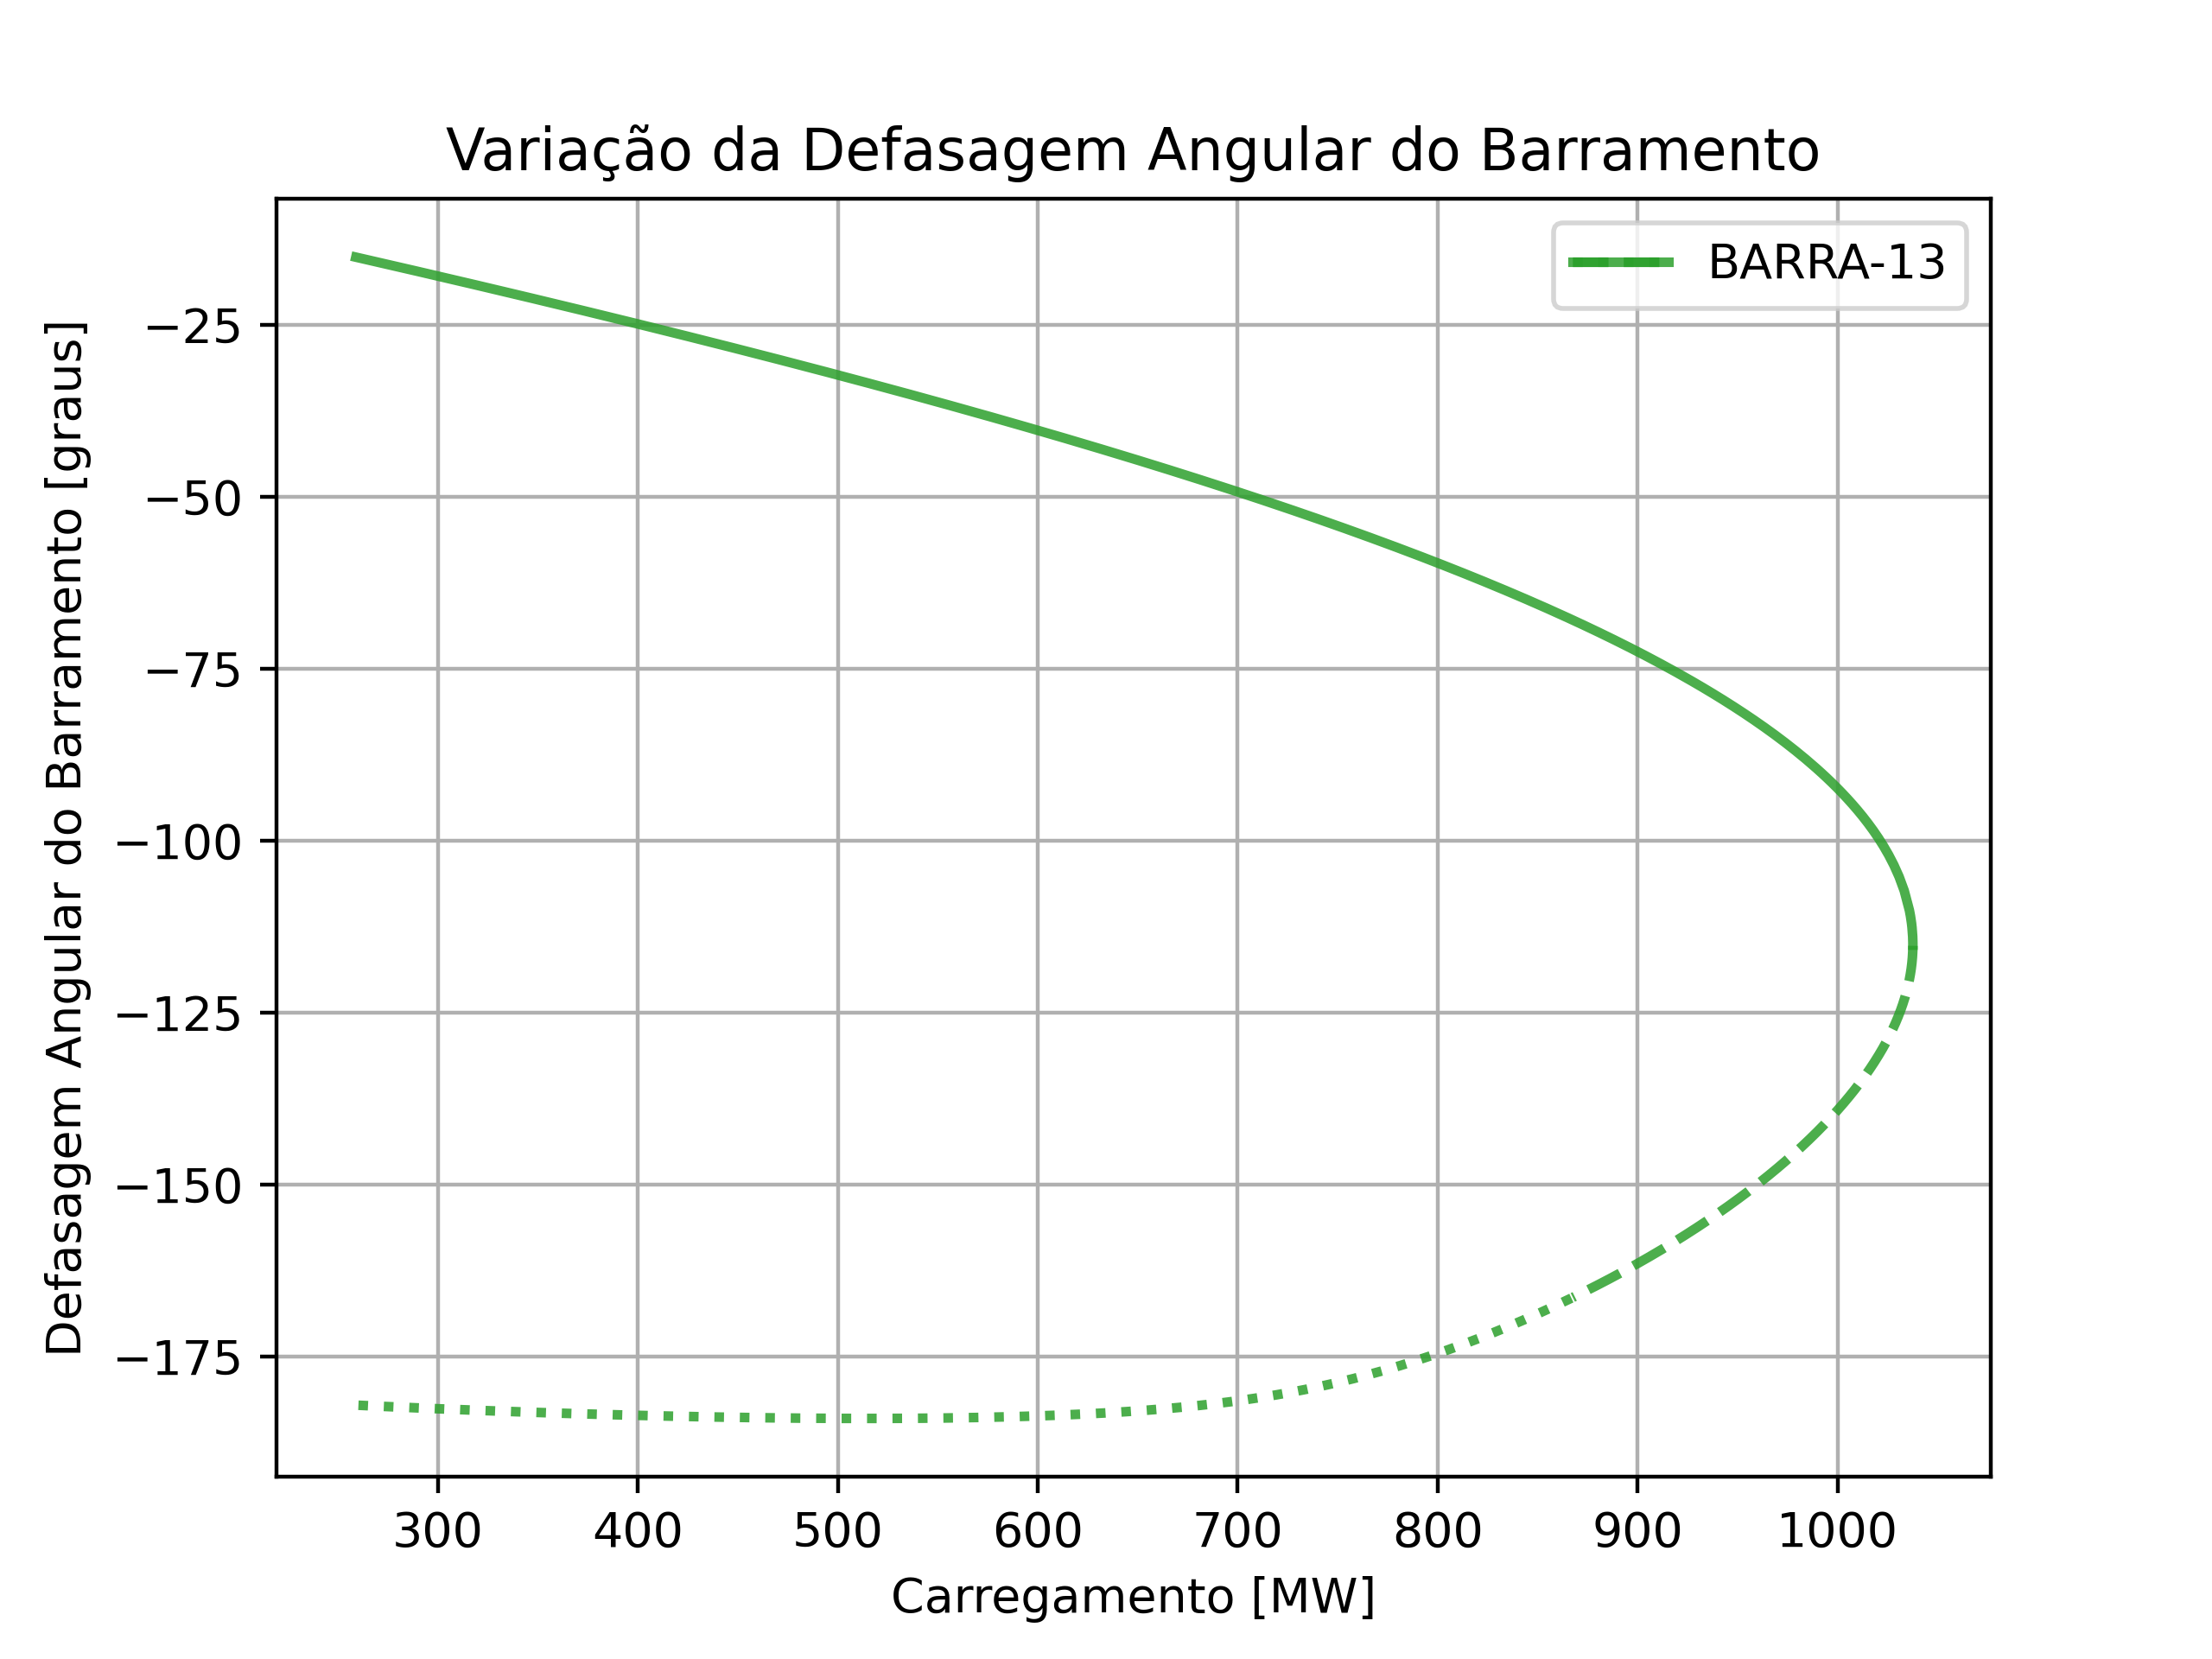 Variação da Defasagem Angular do Barramento
BARRA-13
Defasagem Angular do Barramento [graus]
−25
−50
−75
−100
−125
−150
−175
300 400 500 600 700 800 900 1000
Carregamento [MW]